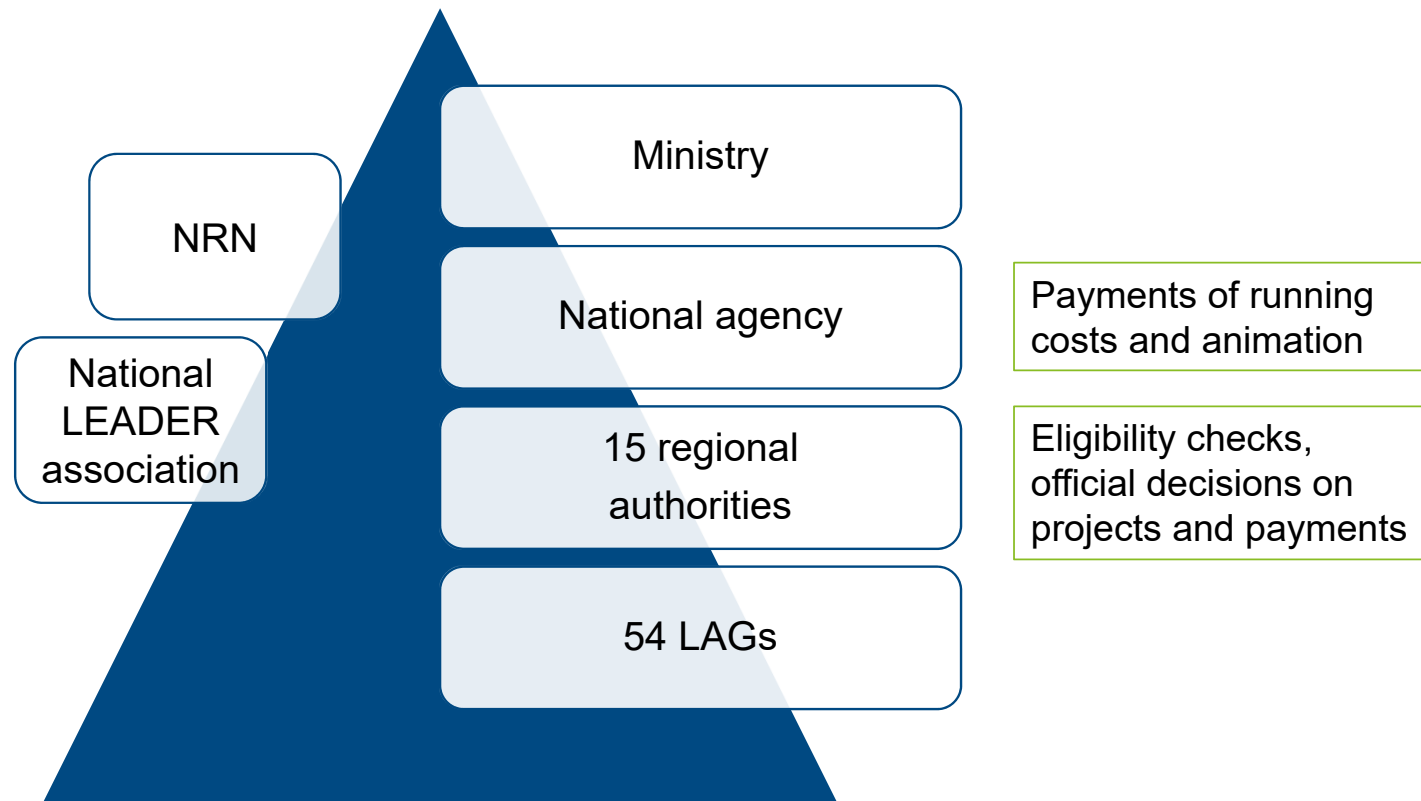 Ministry
NRN
National agency
Payments of running
costs and animation
National
LEADER
association
15 regional
authorities
Eligibility checks,
official decisions on
projects and payments
54 LAGs